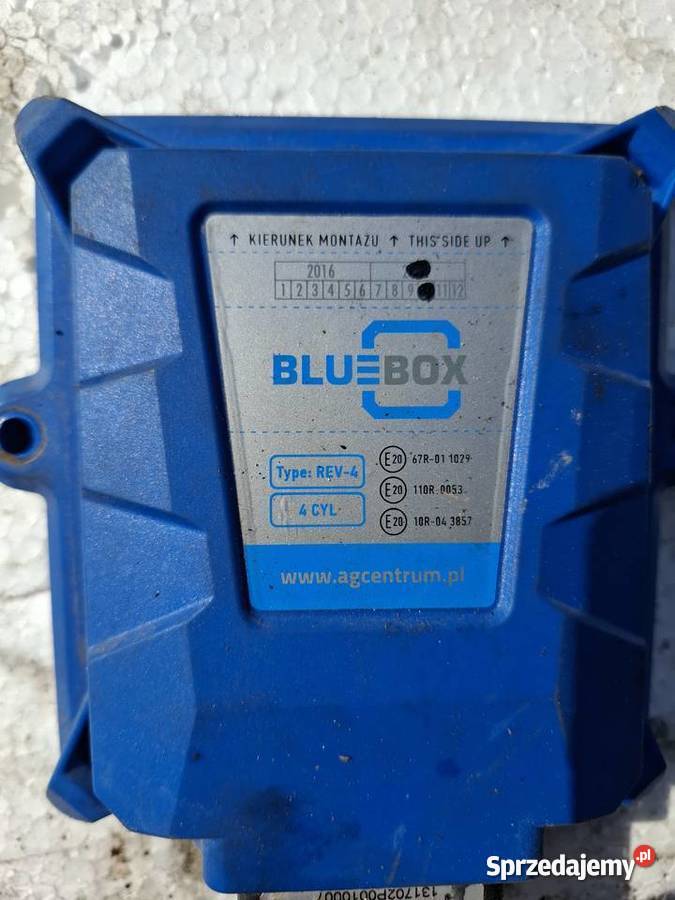 ↑ KIERUNEK MONTAŻU ↑ THIS SIDE UP ↑
2016
1 2 3 4 5 6 7 8 9 11 12
BLUEBOX
Type: REV-4
4 CYL
E20 67R-01 1029
E20 110R-0053
E20 10R-04 3857
www.agcentrum.pl
131702P0010007
Sprzedajemy.pl